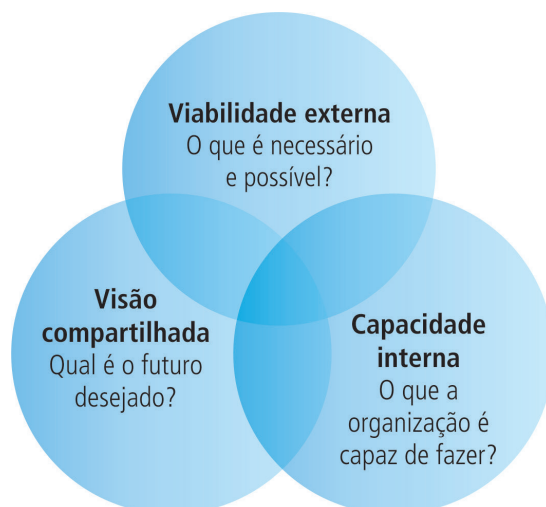 Viabilidade externa
O que é necessário
e possível?
Visão
compartilhada
Qual é o futuro
desejado?
Capacidade
interna
O que a
organização é
capaz de fazer?